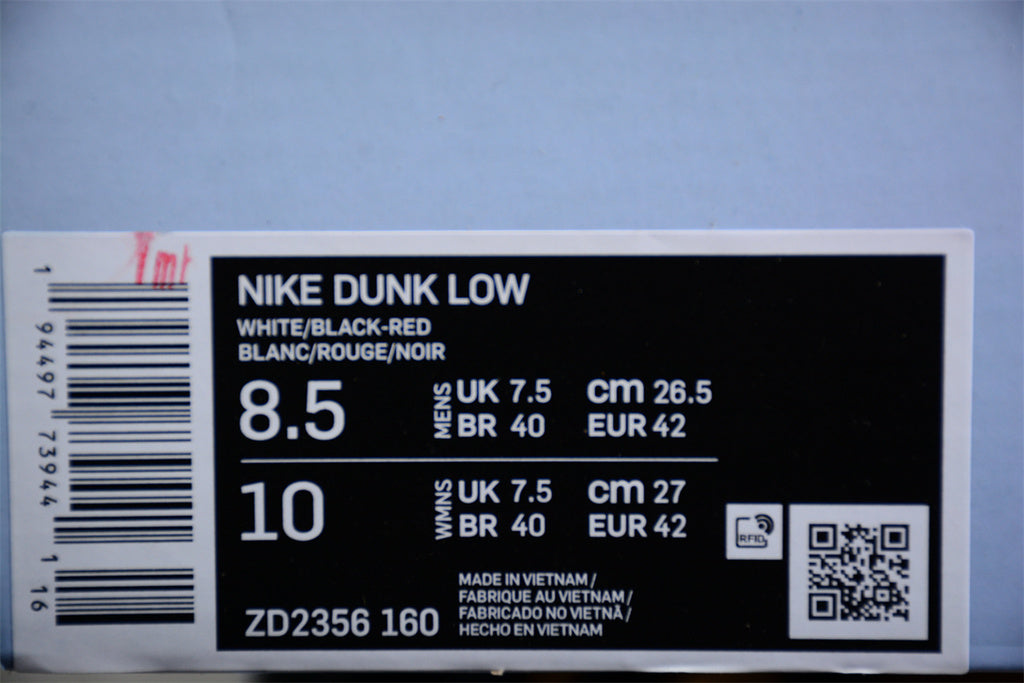 1 mt
1
94497 73944
1
16
NIKE DUNK LOW
WHITE/BLACK-RED
BLANC/ROUGE/NOIR
8.5
MENS
UK 7.5 cm 26.5
BR 40 EUR 42
10
WMNS
UK 7.5 cm 27
BR 40 EUR 42
RFID
ZD2356 160
MADE IN VIETNAM /
FABRIQUE AU VIETNAM /
FABRICADO NO VIETNÃ /
HECHO EN VIETNAM